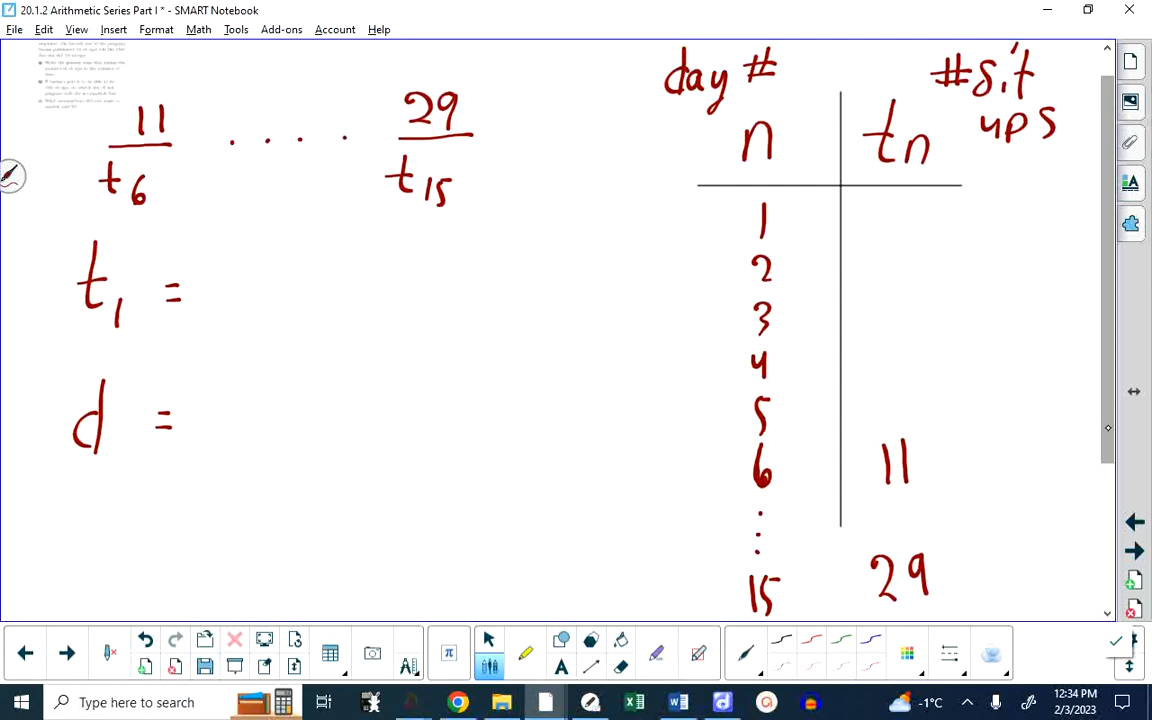 20.1.2 Arithmetic Series Part I * - SMART Notebook
File Edit View Insert Format Math Tools Add-ons Account Help
day #
# sit
ups
11 . . . . 29
t6 t15
n tn
t1 =
d =
1
2
3
4
5
6 11
⋮
15 29
π
A
Type here to search
-1°C
12:34 PM
2/3/2023